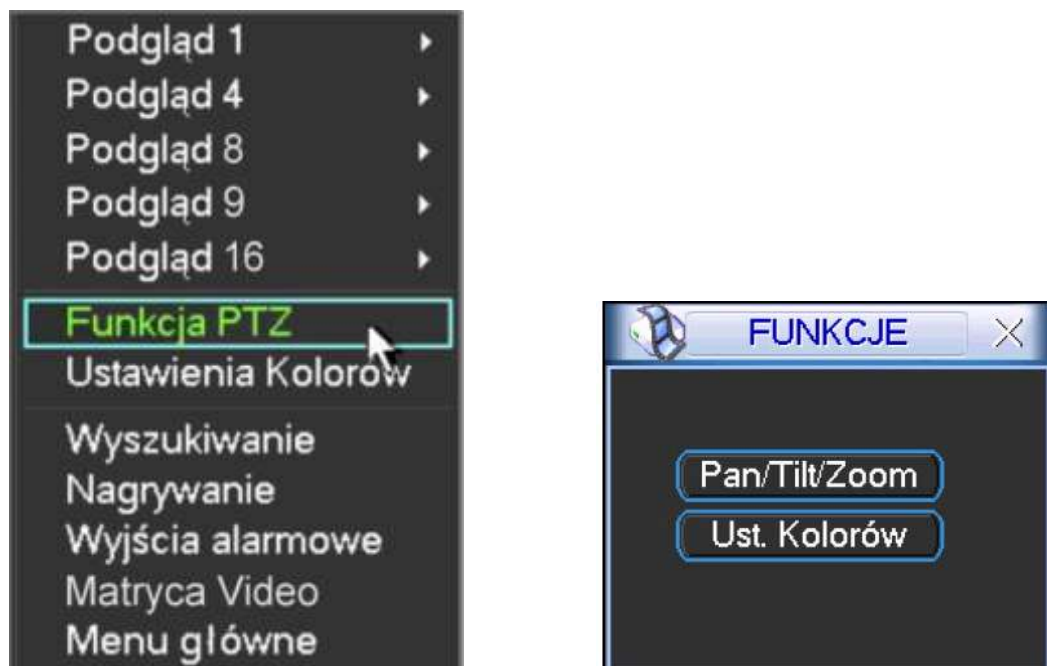 Podgląd 1
Podgląd 4
Podgląd 8
Podgląd 9
Podgląd 16
Funkcja PTZ
Ustawienia Kolorów
Wyszukiwanie
Nagrywanie
Wyjścia alarmowe
Matryca Video
Menu główne
FUNKCJE
Pan/Tilt/Zoom
Ust. Kolorów